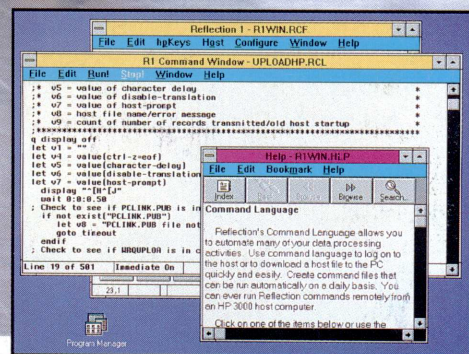 Reflection 1 - R1WIN.RCF
File Edit hpKeys Host Configure Window Help
R1 Command Window - UPLOADHP.RCL
File Edit Run! Stop! Window Help
;* v5 = value of character delay *
;* v6 = value of disable-translation *
;* v7 = value of host-prompt *
;* v8 = host file name/error message *
;* v9 = count of number of records transmitted/old host startup *
q display off
let v1 = ""
let v4 = value(ctrl-z-eof)
let v5 = value(character-delay)
let v6 = value(disable-translation)
let v7 = value(host-prompt)
display "^[H^[J"
wait 0:0:0.50
; Check to see if PCLINK.PUB is in
if not exist("PCLINK.PUB")
let v8 = "PCLINK.PUB file not
goto timeout
endif
; Check to see if WRQUPLOA is in c
Line 19 of 501 Immediate On
Help - R1WIN.HLP
File Edit Bookmark Help
Index Browse Search
Command Language
Reflection's Command Language allows you
to automate many of your data processing
activities. Use command language to log on to
the host or to download a host file to the PC
quickly and easily. Create command files that
can be run automatically on a daily basis. You
can ever run Reflection commands remotely from
an HP 3000 host computer.
Click on one of the items below or use the
23,1
Program Manager